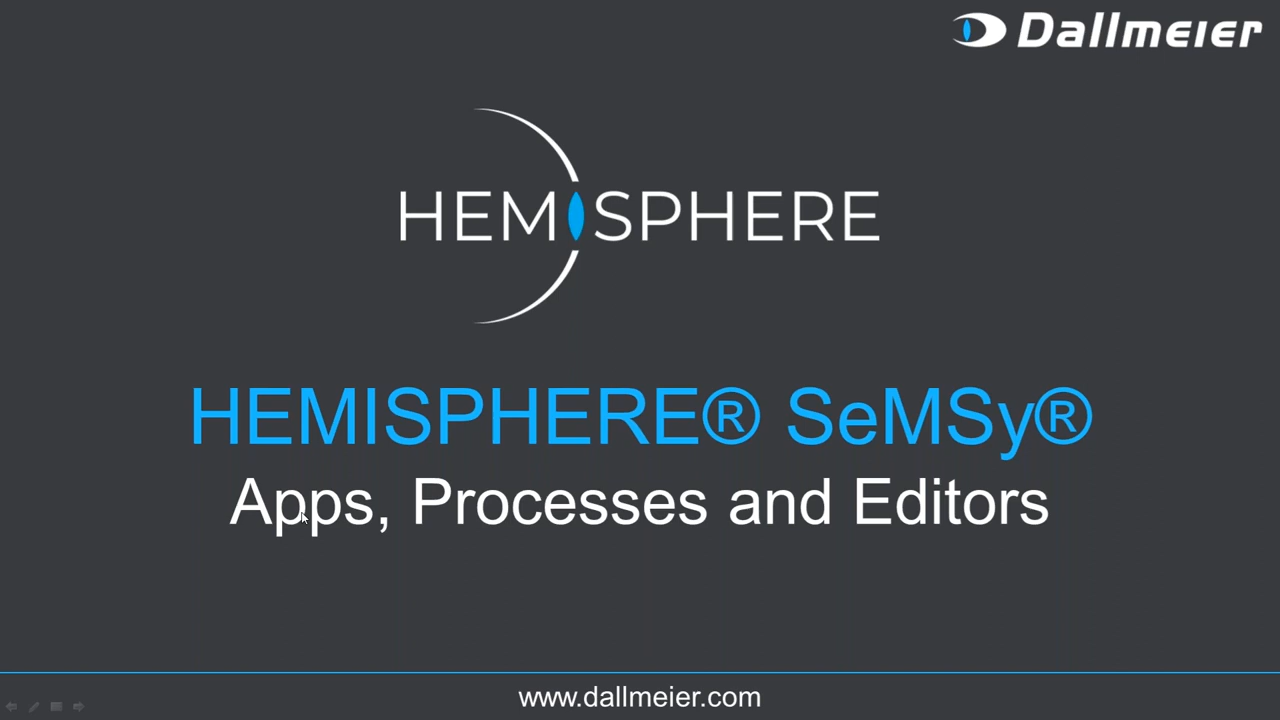 Dallmeier
HEMISPHERE
HEMISPHERE® SeMSy®
Apps, Processes and Editors
www.dallmeier.com